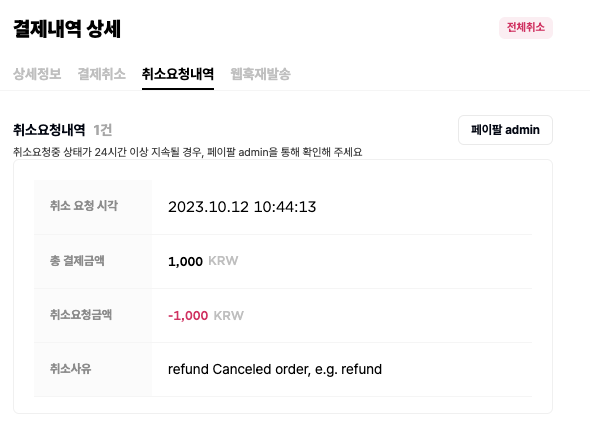 결제내역 상세
전체취소
상세정보 결제취소 취소요청내역 웹훅재발송
취소요청내역 1건
페이팔 admin
취소요청중 상태가 24시간 이상 지속될 경우, 페이팔 admin을 통해 확인해 주세요
취소 요청 시각 2023.10.12 10:44:13
총 결제금액 1,000 KRW
취소요청금액 -1,000 KRW
취소사유 refund Canceled order, e.g. refund